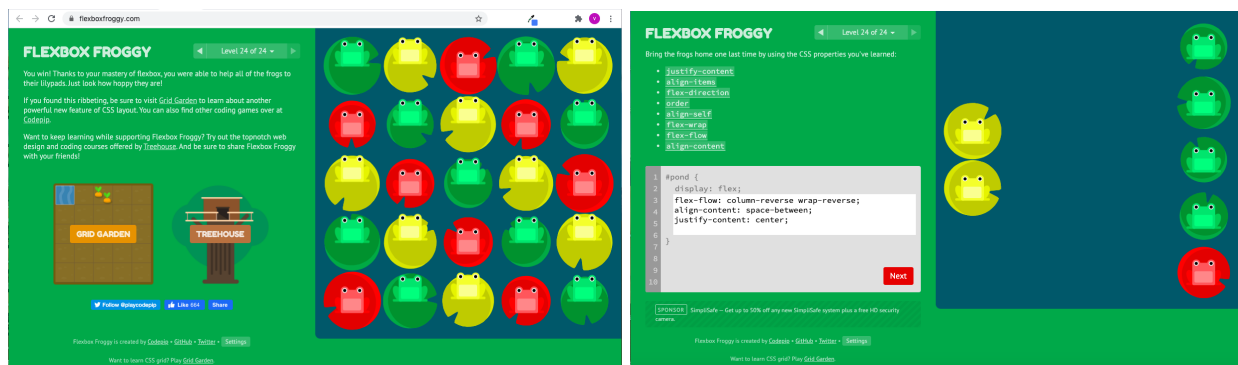 flexboxfroggy.com
V
FLEXBOX FROGGY
Level 24 of 24
You win! Thanks to your mastery of flexbox, you were able to help all of the frogs to
their lilypads. Just look how hoppy they are!
If you found this ribbeting, be sure to visit Grid Garden to learn about another
powerful new feature of CSS layout. You can also find other coding games over at
Codepip.
Want to keep learning while supporting Flexbox Froggy? Try out the topnotch web
design and coding courses offered by Treehouse. And be sure to share Flexbox Froggy
with your friends!
GRID GARDEN
TREEHOUSE
Follow @playcodepip
Like 664
Share
Flexbox Froggy is created by Codepip • GitHub • Twitter • Settings
Want to learn CSS grid? Play Grid Garden.
FLEXBOX FROGGY
Level 24 of 24
Bring the frogs home one last time by using the CSS properties you've learned:
• justify-content
• align-items
• flex-direction
• order
• align-self
• flex-wrap
• flex-flow
• align-content
1 #pond {
2 display: flex;
3 flex-flow: column-reverse wrap-reverse;
4 align-content: space-between;
5 justify-content: center;
6
7 }
8
9
10
Next
SPONSOR SimpliSafe — Get up to 50% off any new SimpliSafe system plus a free HD security
camera.
Flexbox Froggy is created by Codepip • GitHub • Twitter • Settings
Want to learn CSS grid? Play Grid Garden.